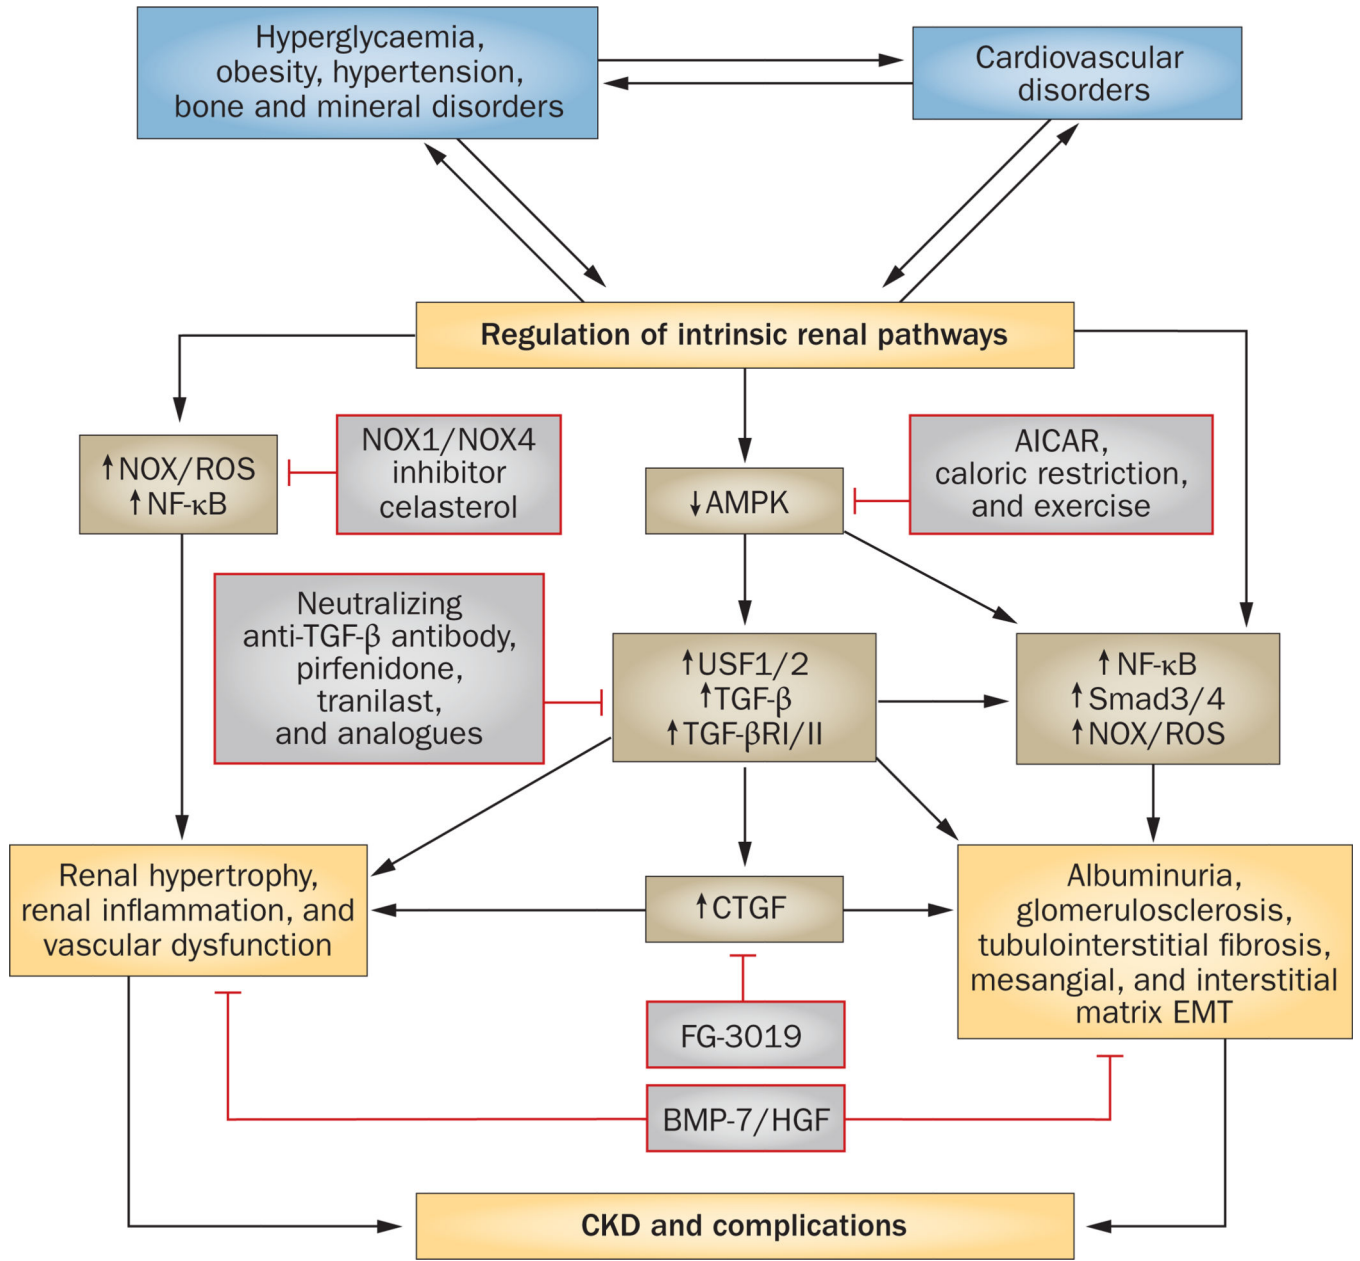 Hyperglycaemia,
obesity, hypertension,
bone and mineral disorders
Cardiovascular
disorders
Regulation of intrinsic renal pathways
↑NOX/ROS
↑NF-κB
NOX1/NOX4
inhibitor
celasterol
↓AMPK
AICAR,
caloric restriction,
and exercise
Neutralizing
anti-TGF-β antibody,
pirfenidone,
tranilast,
and analogues
↑USF1/2
↑TGF-β
↑TGF-βRI/II
↑NF-κB
↑Smad3/4
↑NOX/ROS
Renal hypertrophy,
renal inflammation, and
vascular dysfunction
↑CTGF
Albuminuria,
glomerulosclerosis,
tubulointerstitial fibrosis,
mesangial, and interstitial
matrix EMT
FG-3019
BMP-7/HGF
CKD and complications